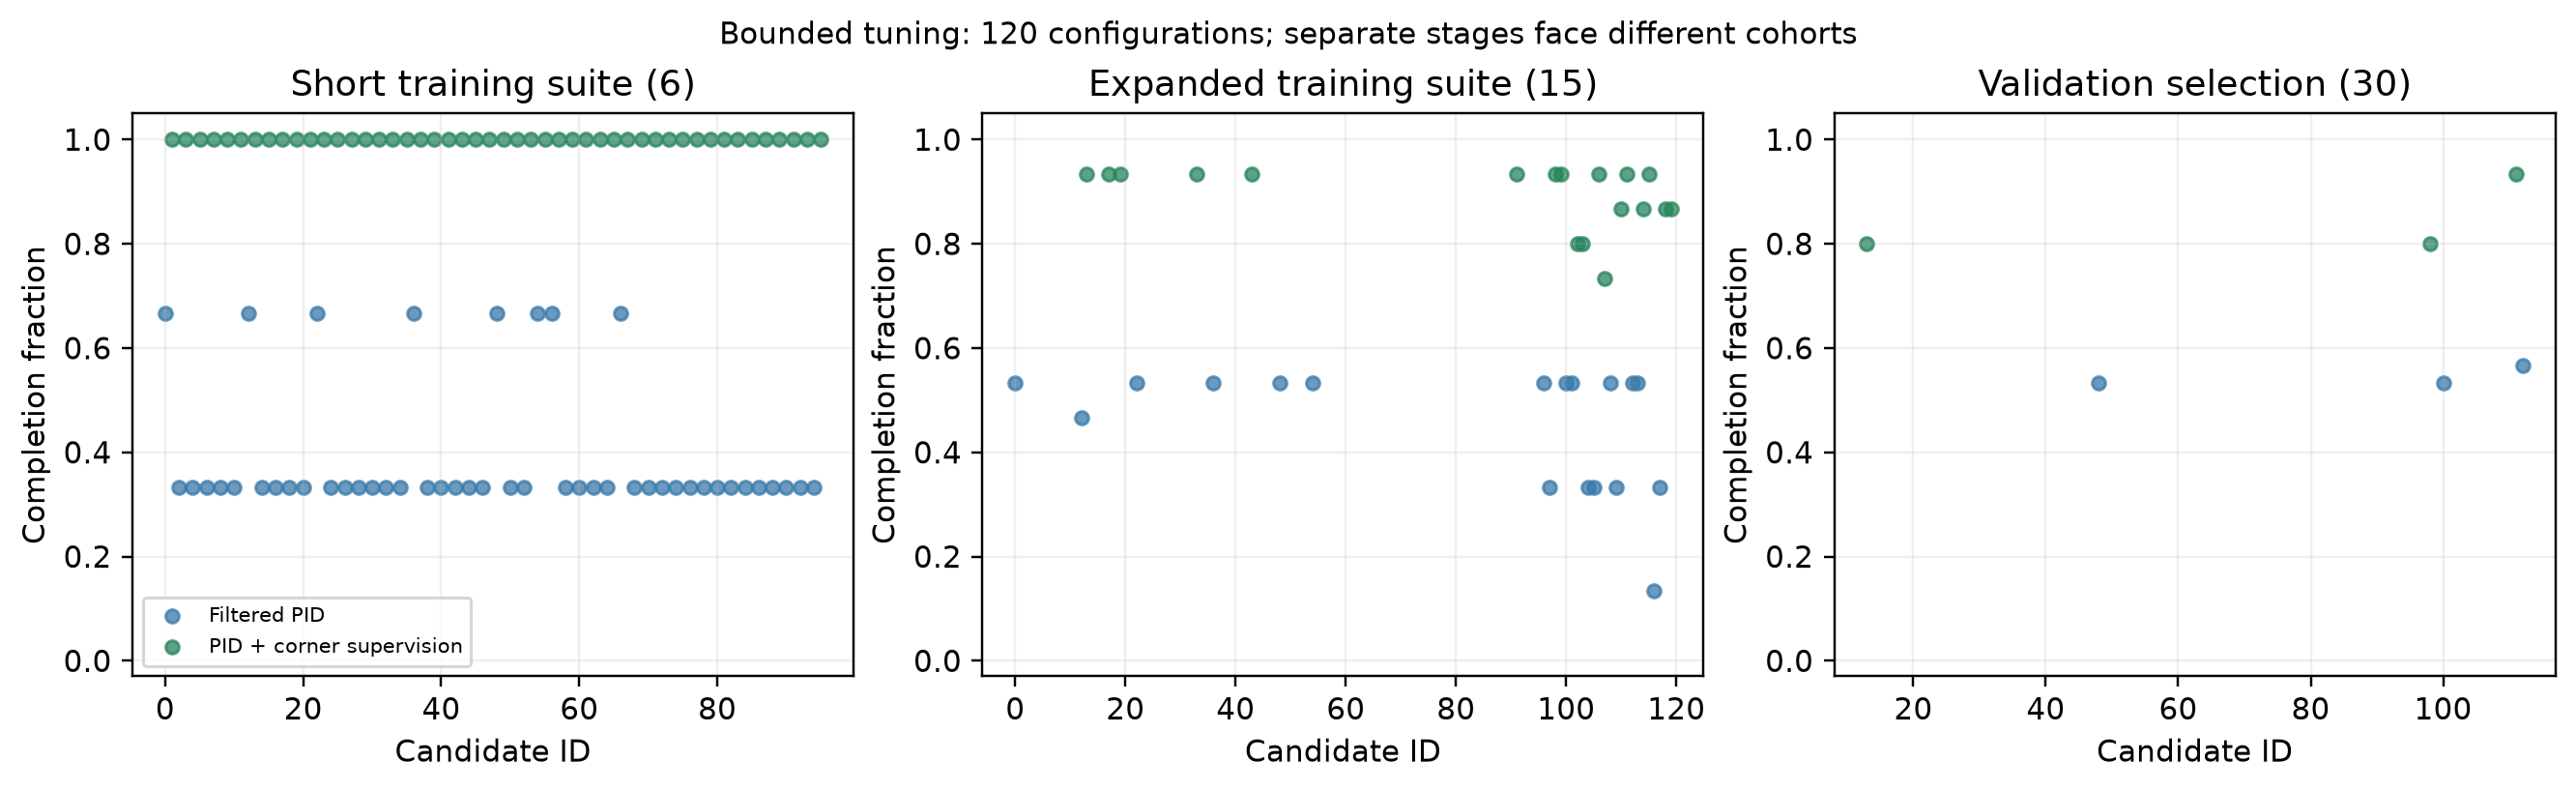 Bounded tuning: 120 configurations; separate stages face different cohorts
Short training suite (6)
Completion fraction
1.0
0.8
0.6
0.4
0.2
0.0
Filtered PID
PID + corner supervision
0 20 40 60 80
Candidate ID
Expanded training suite (15)
Completion fraction
1.0
0.8
0.6
0.4
0.2
0.0
0 20 40 60 80 100 120
Candidate ID
Validation selection (30)
Completion fraction
1.0
0.8
0.6
0.4
0.2
0.0
20 40 60 80 100
Candidate ID